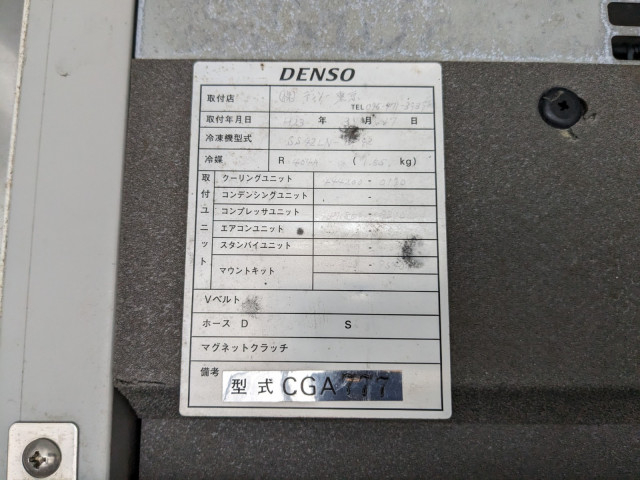 DENSO
取付店 ㈱
TEL
取付年月日 年 月 日
冷凍機型式
冷媒 R ( kg)
取付ユニット
クーリングユニット -
コンデンシングユニット -
コンプレッサユニット -
エアコンユニット -
スタンバイユニット -
マウントキット -
Vベルト
ホース D S
マグネットクラッチ
備考
型式 CGA777